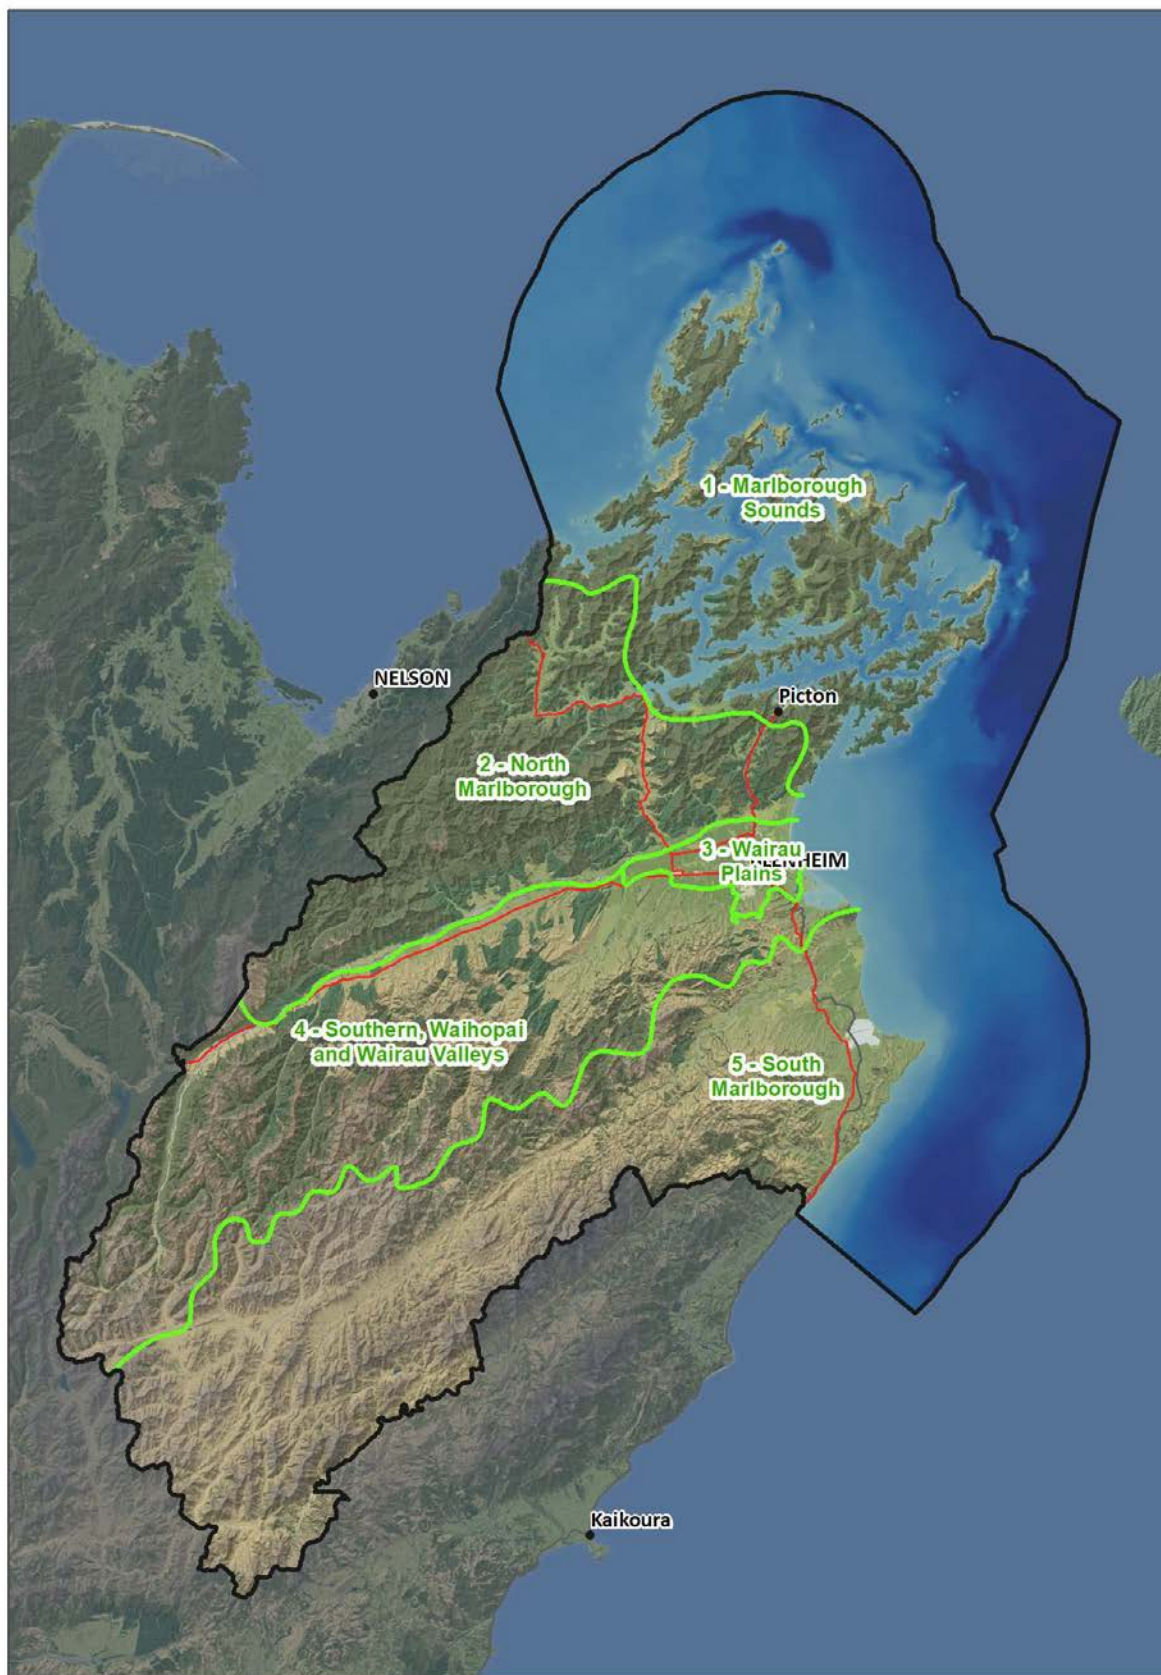 1 - Marlborough
Sounds
NELSON
Picton
2 - North
Marlborough
3 - Wairau
Plains
4 - Southern, Waihopai
and Wairau Valleys
5 - South
Marlborough
Kaikoura